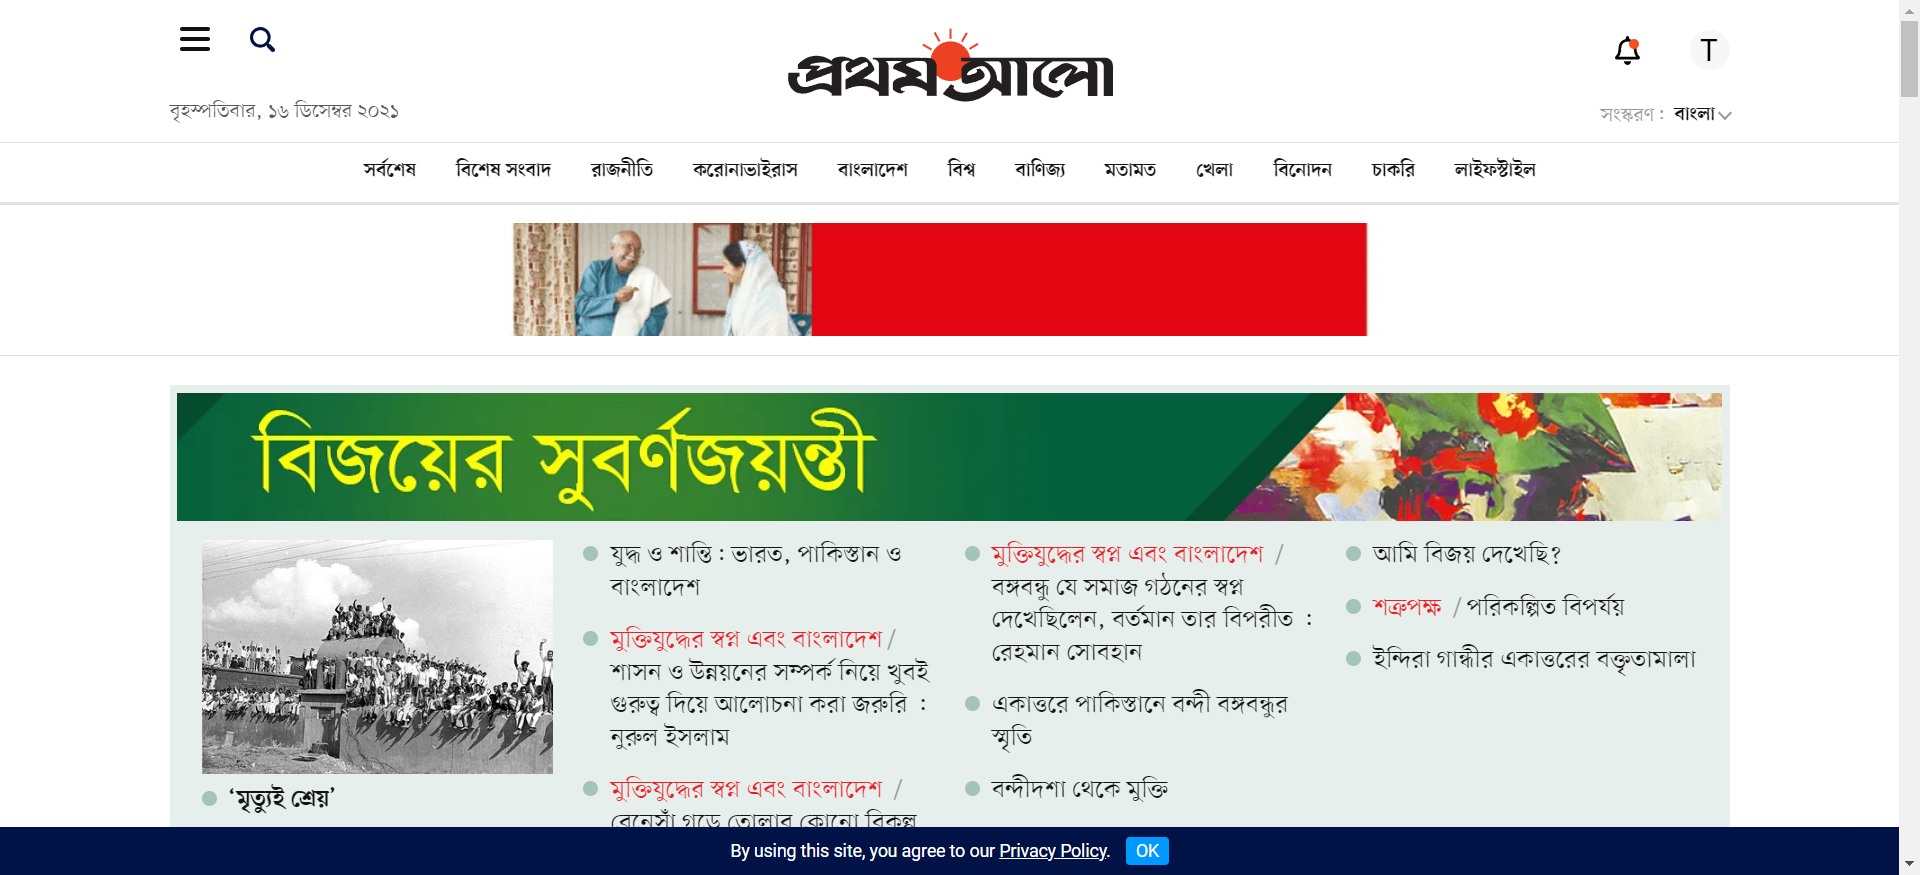 প্রথম আলো
T
বৃহস্পতিবার, ১৬ ডিসেম্বর ২০২১
সংস্করণ : বাংলা
সর্বশেষ বিশেষ সংবাদ রাজনীতি করোনাভাইরাস বাংলাদেশ বিশ্ব বাণিজ্য মতামত খেলা বিনোদন চাকরি লাইফস্টাইল
বিজয়ের সুবর্ণজয়ন্তী
‘মৃত্যুই শ্রেয়’
যুদ্ধ ও শান্তি : ভারত, পাকিস্তান ও
বাংলাদেশ
মুক্তিযুদ্ধের স্বপ্ন এবং বাংলাদেশ /
শাসন ও উন্নয়নের সম্পর্ক নিয়ে খুবই
গুরুত্ব দিয়ে আলোচনা করা জরুরি :
নুরুল ইসলাম
মুক্তিযুদ্ধের স্বপ্ন এবং বাংলাদেশ /
রেনেসাঁ গড়ে তোলার কোনো বিকল্প
মুক্তিযুদ্ধের স্বপ্ন এবং বাংলাদেশ /
বঙ্গবন্ধু যে সমাজ গঠনের স্বপ্ন
দেখেছিলেন, বর্তমান তার বিপরীত :
রেহমান সোবহান
একাত্তরে পাকিস্তানে বন্দী বঙ্গবন্ধুর
স্মৃতি
বন্দীদশা থেকে মুক্তি
আমি বিজয় দেখেছি?
শত্রুপক্ষ / পরিকল্পিত বিপর্যয়
ইন্দিরা গান্ধীর একাত্তরের বক্তৃতামালা
By using this site, you agree to our Privacy Policy. OK